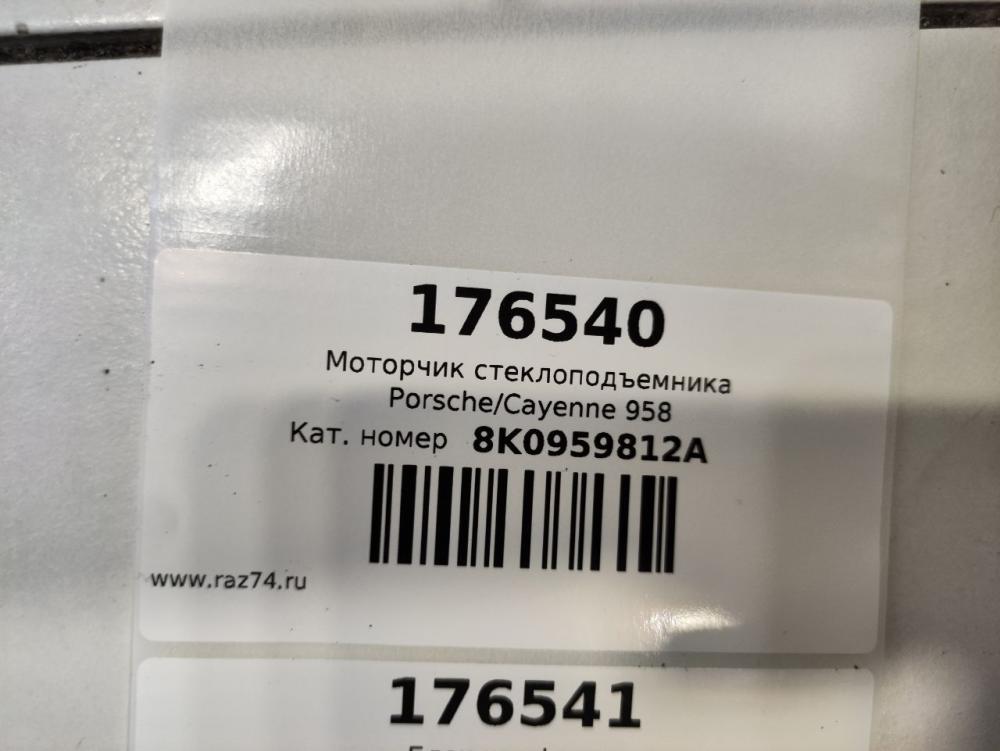 176540
Моторчик стеклоподъемника
Porsche/Cayenne 958
Кат. номер 8K0959812A
www.raz74.ru
176541